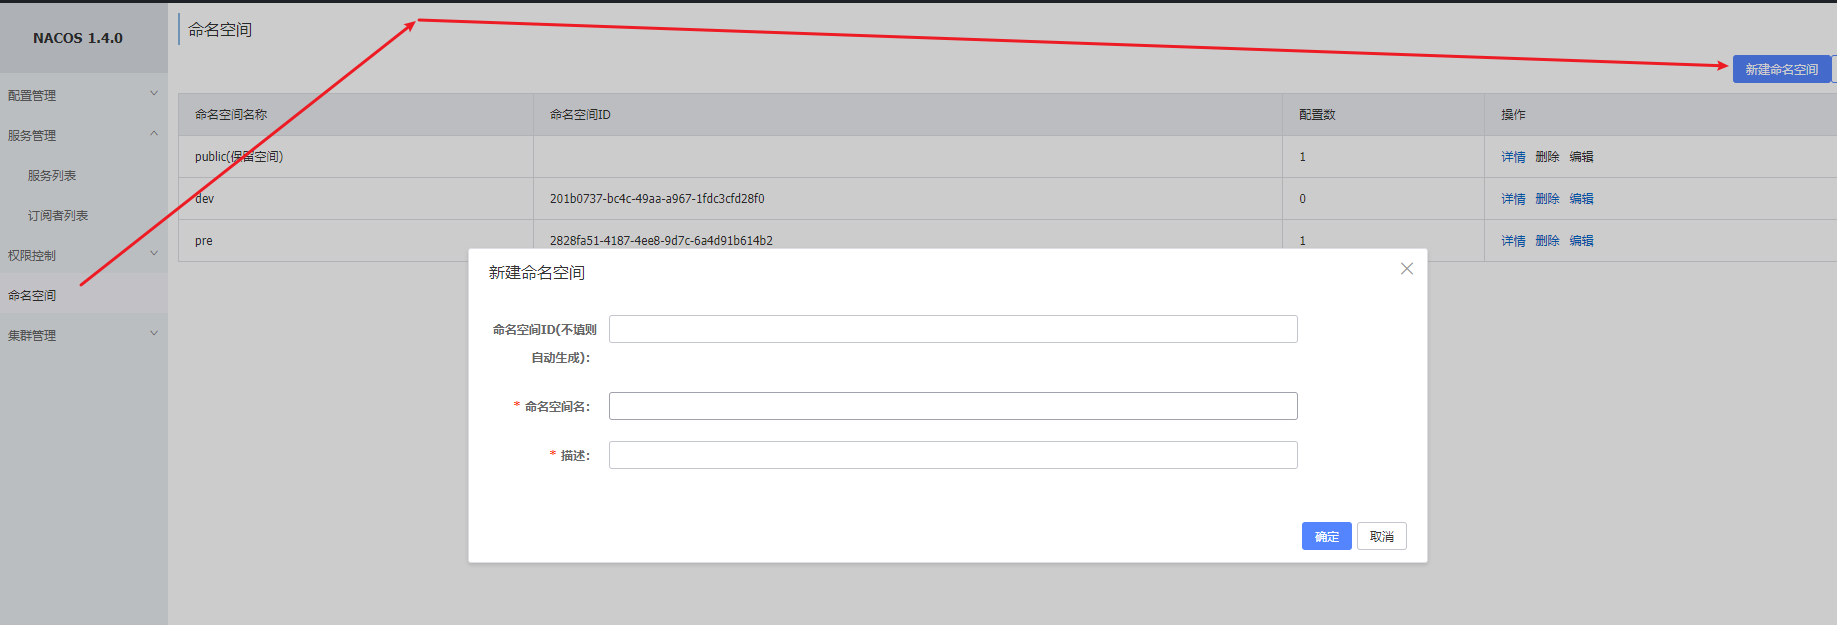 NACOS 1.4.0
配置管理
服务管理
服务列表
订阅者列表
权限控制
命名空间
集群管理
命名空间
新建命名空间
命名空间名称 命名空间ID 配置数 操作
public(保留空间) 1 详情 删除 编辑
dev 201b0737-bc4c-49aa-a967-1fdc3cfd28f0 0 详情 删除 编辑
pre 2828fa51-4187-4ee8-9d7c-6a4d91b614b2 1 详情 删除 编辑
新建命名空间
命名空间ID(不填则
自动生成):
* 命名空间名:
* 描述:
确定 取消